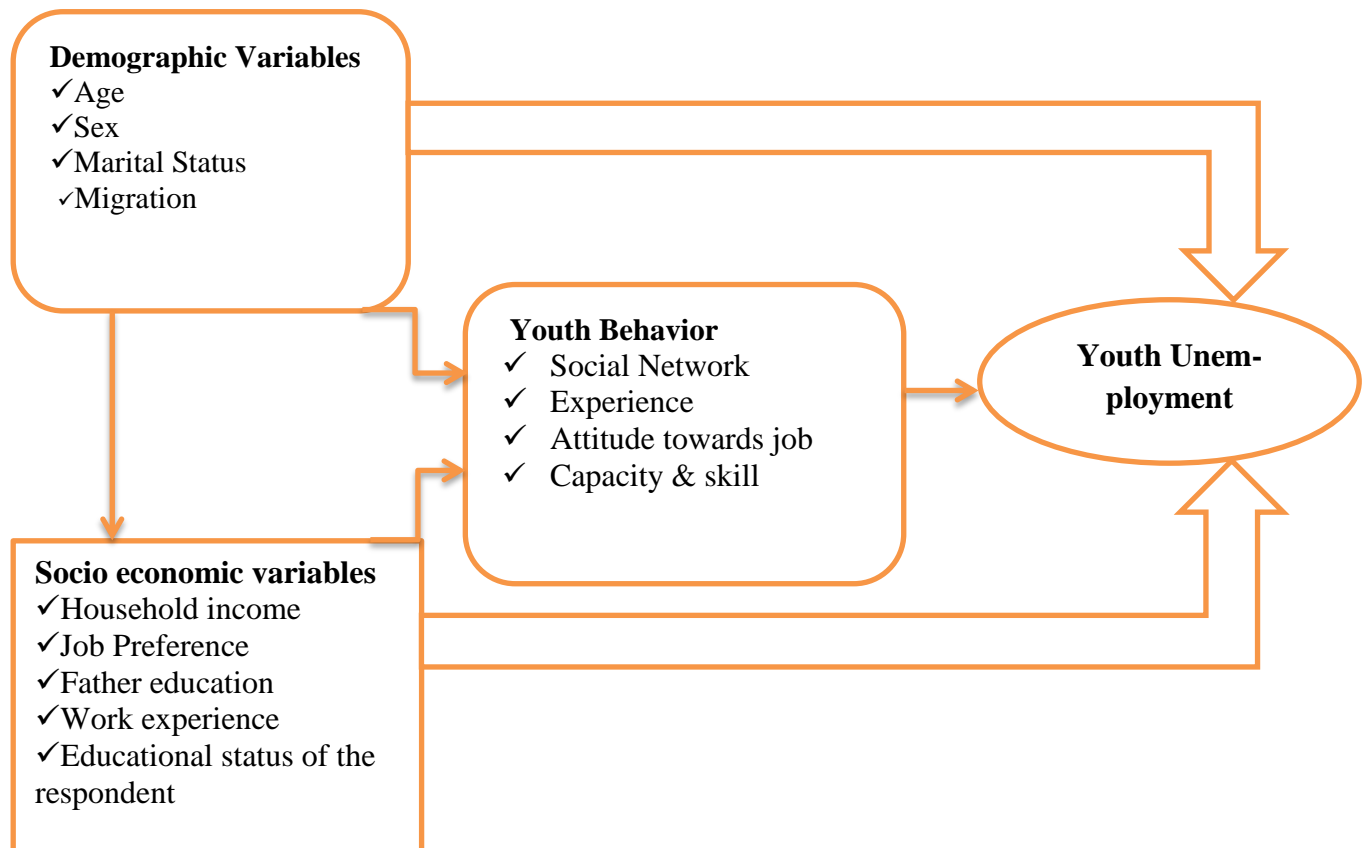 Demographic Variables
✓Age
✓Sex
✓Marital Status
✓Migration
Youth Behavior
✓ Social Network
✓ Experience
✓ Attitude towards job
✓ Capacity & skill
Youth Unem-
ployment
Socio economic variables
✓Household income
✓Job Preference
✓Father education
✓Work experience
✓Educational status of the
respondent